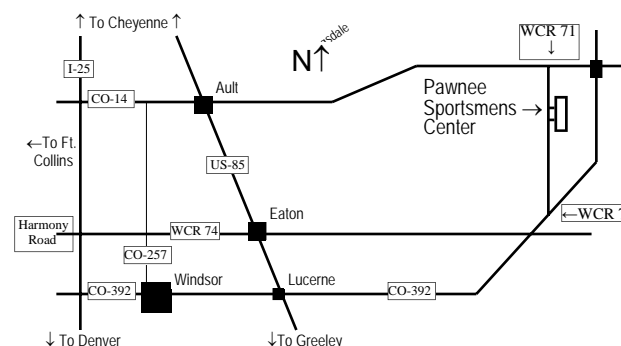 ↑ To Cheyenne ↑
WCR 71
↓
N↑
I-25
Ault
CO-14
Pawnee
Sportsmens →
Center
←To Ft.
Collins
US-85
Eaton
←WCR
Harmony
Road
WCR 74
CO-257
Windsor
Lucerne
CO-392
CO-392
↓ To Denver
↓To Greeley